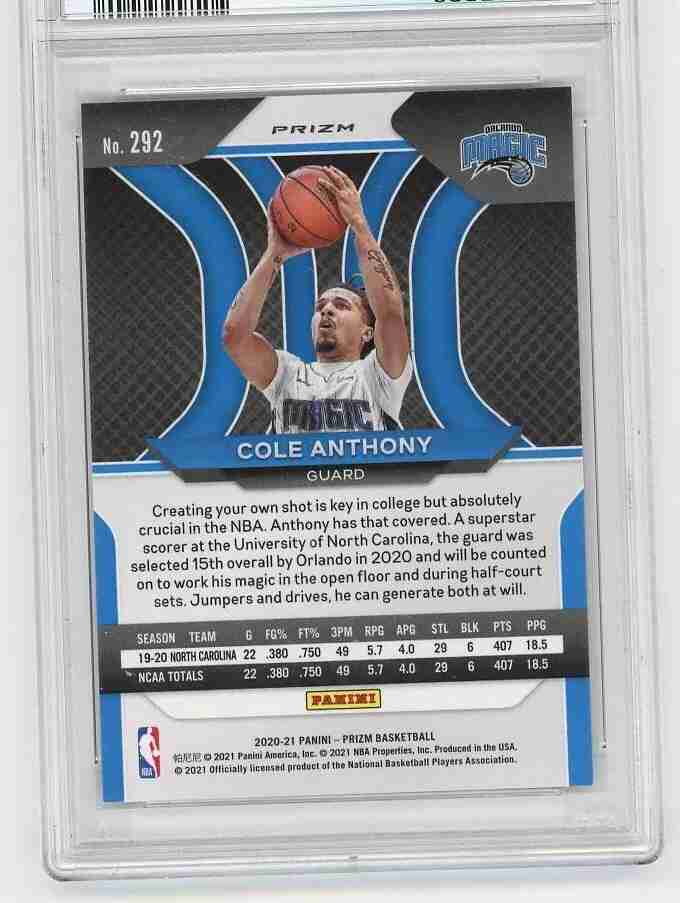 No. 292
PRIZM
ORLANDO
MAGIC
MAGIC
COLE ANTHONY
GUARD
Creating your own shot is key in college but absolutely
crucial in the NBA. Anthony has that covered. A superstar
scorer at the University of North Carolina, the guard was
selected 15th overall by Orlando in 2020 and will be counted
on to work his magic in the open floor and during half-court
sets. Jumpers and drives, he can generate both at will.
SEASON TEAM G FG% FT% 3PM RPG APG STL BLK PTS PPG
19-20 NORTH CAROLINA 22 .380 .750 49 5.7 4.0 29 6 407 18.5
NCAA TOTALS 22 .380 .750 49 5.7 4.0 29 6 407 18.5
PANINI
2020-21 PANINI – PRIZM BASKETBALL
帕尼尼 © 2021 Panini America, Inc. © 2021 NBA Properties, Inc. Produced in the USA.
© 2021 Officially licensed product of the National Basketball Players Association.
NBA